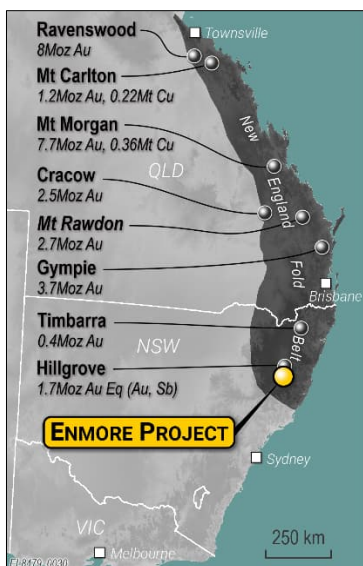 Ravenswood
8Moz Au
Townsville
Mt Carlton
1.2Moz Au, 0.22Mt Cu
Mt Morgan
7.7Moz Au, 0.36Mt Cu
New
England
Fold
Belt
QLD
Cracow
2.5Moz Au
Mt Rawdon
2.7Moz Au
Gympie
3.7Moz Au
Brisbane
Timbarra
0.4Moz Au
NSW
Hillgrove
1.7Moz Au Eq (Au, Sb)
ENMORE PROJECT
Sydney
VIC
250 km
Melbourne